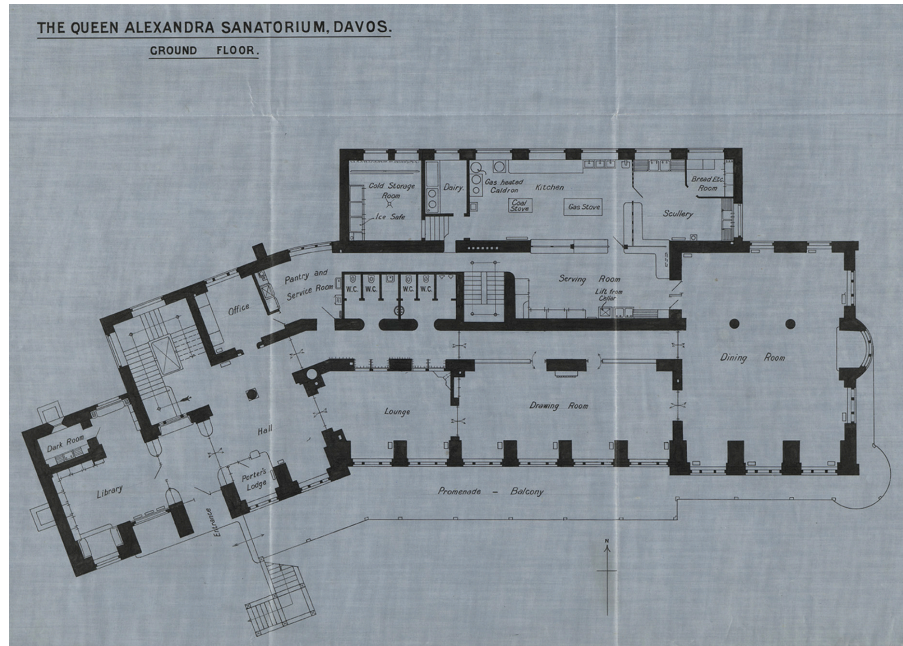 THE QUEEN ALEXANDRA SANATORIUM, DAVOS.
GROUND FLOOR.
Cold Storage
Room
Ice Safe
Dairy.
Gas heated
Caldron
Kitchen
Coal
Stove
Gas Stove
Bread Etc.
Room
Scullery
Pantry and
Service Room
W.C.
W.C.
W.C.
W.C.
Serving Room
Lift from
Cellar
Office
Dining Room
Lounge
Drawing Room
Hall
Dark Room
Library
Porter's
Lodge
Entrance
Promenade - Balcony
N